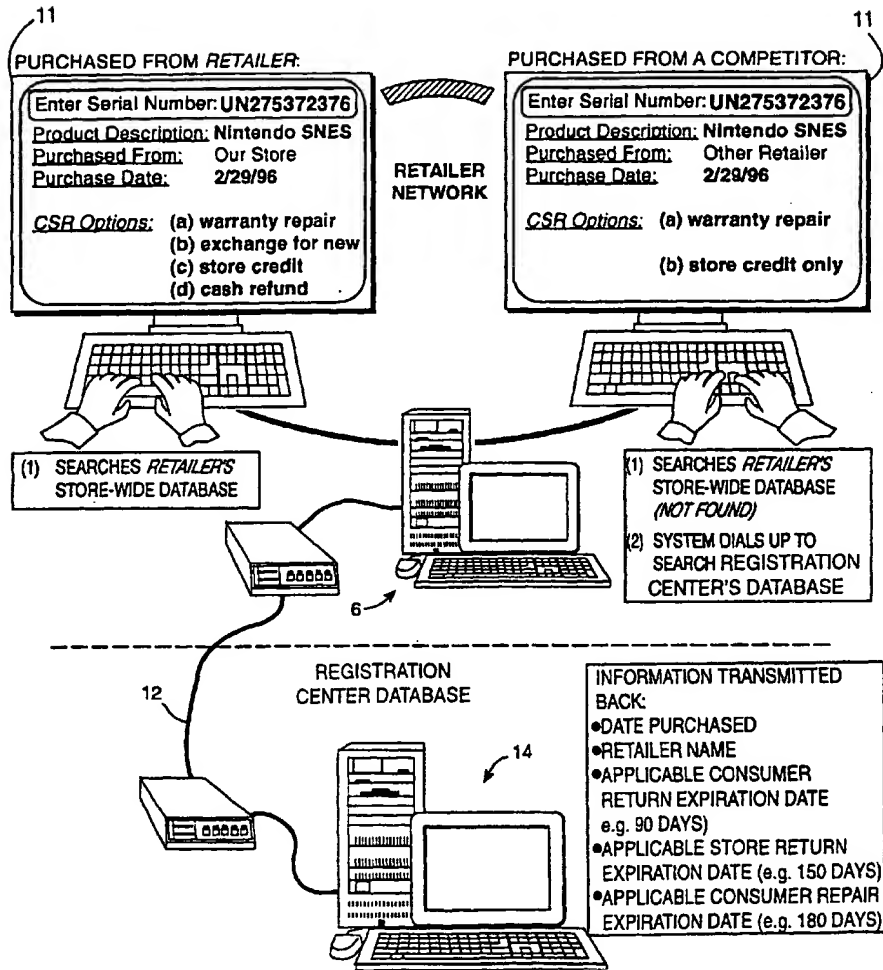 11
11
PURCHASED FROM RETAILER:
Enter Serial Number: UN275372376
Product Description: Nintendo SNES
Purchased From: Our Store
Purchase Date: 2/29/96
CSR Options: (a) warranty repair
(b) exchange for new
(c) store credit
(d) cash refund
RETAILER
NETWORK
PURCHASED FROM A COMPETITOR:
Enter Serial Number: UN275372376
Product Description: Nintendo SNES
Purchased From: Other Retailer
Purchase Date: 2/29/96
CSR Options: (a) warranty repair
(b) store credit only
(1) SEARCHES RETAILER'S
STORE-WIDE DATABASE
(1) SEARCHES RETAILER'S
STORE-WIDE DATABASE
(NOT FOUND)
(2) SYSTEM DIALS UP TO
SEARCH REGISTRATION
CENTER'S DATABASE
6
12
REGISTRATION
CENTER DATABASE
14
INFORMATION TRANSMITTED
BACK:
•DATE PURCHASED
•RETAILER NAME
•APPLICABLE CONSUMER
RETURN EXPIRATION DATE
e.g. 90 DAYS)
•APPLICABLE STORE RETURN
EXPIRATION DATE (e.g. 150 DAYS)
•APPLICABLE CONSUMER REPAIR
EXPIRATION DATE (e.g. 180 DAYS)